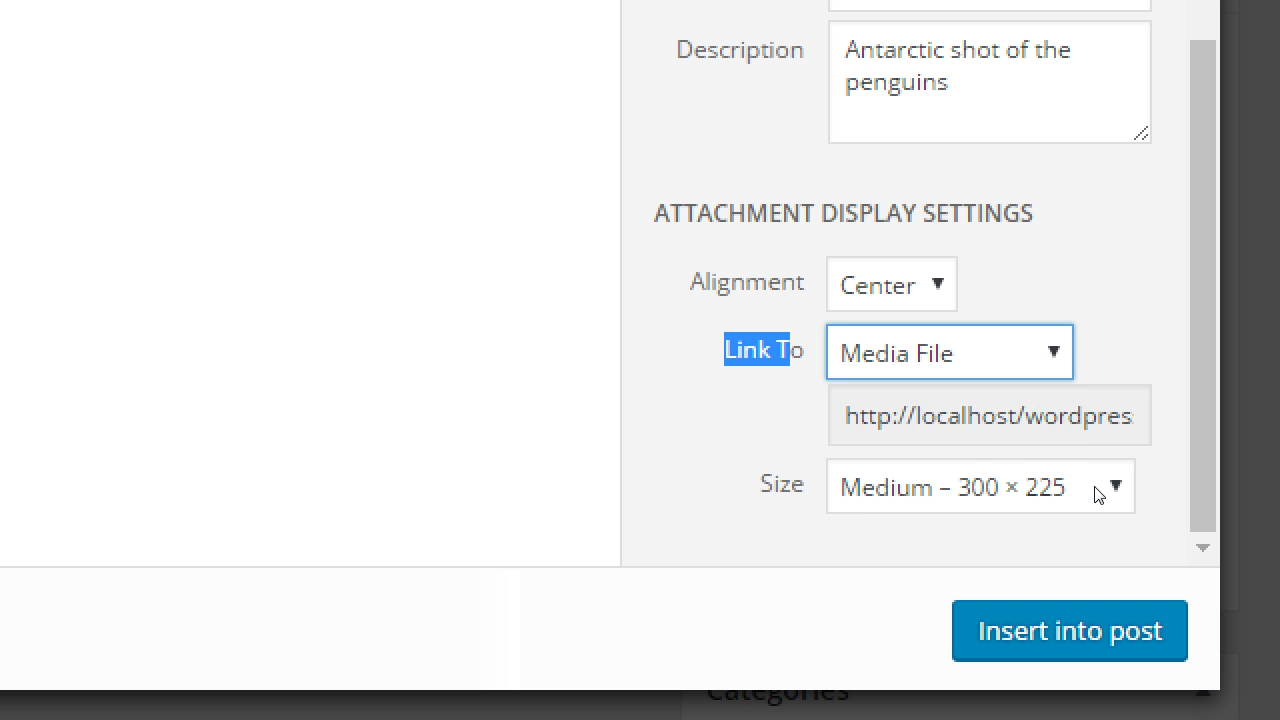 Description
Antarctic shot of the
penguins
ATTACHMENT DISPLAY SETTINGS
Alignment
Center
Link To
Media File
http://localhost/wordpres
Size
Medium – 300 × 225
Insert into post
Categories